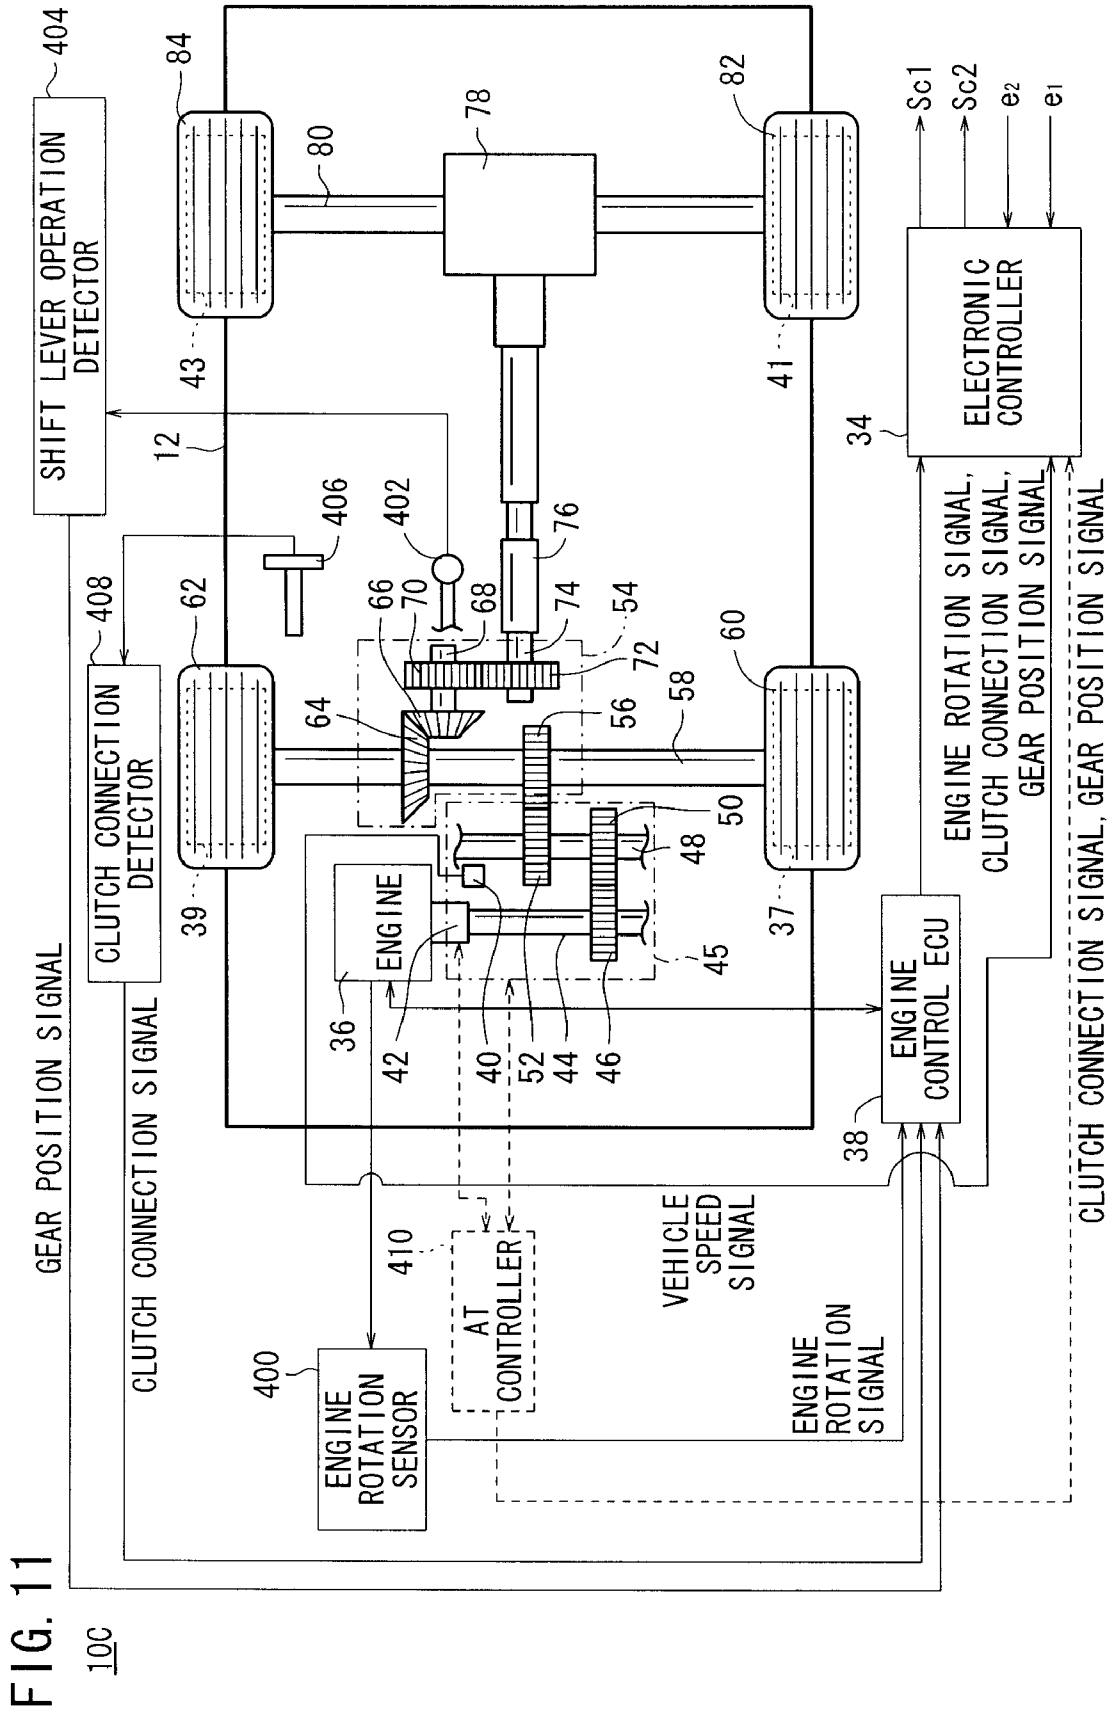 FIG. 11
10C
GEAR POSITION SIGNAL
CLUTCH CONNECTION SIGNAL
SHIFT LEVER OPERATION
DETECTOR
404
CLUTCH CONNECTION
DETECTOR
408
406
12
39
62
43
84
80
78
36
ENGINE
42
40
52
44
46
45
64
66
70
68
402
74
54
72
76
56
58
50
48
37
60
41
82
400
ENGINE
ROTATION
SENSOR
410
AT
CONTROLLER
VEHICLE
SPEED
SIGNAL
ENGINE
ROTATION
SIGNAL
38
ENGINE
CONTROL ECU
ENGINE ROTATION SIGNAL,
CLUTCH CONNECTION SIGNAL,
GEAR POSITION SIGNAL
CLUTCH CONNECTION SIGNAL, GEAR POSITION SIGNAL
34
ELECTRONIC
CONTROLLER
Sc1
Sc2
e2
e1